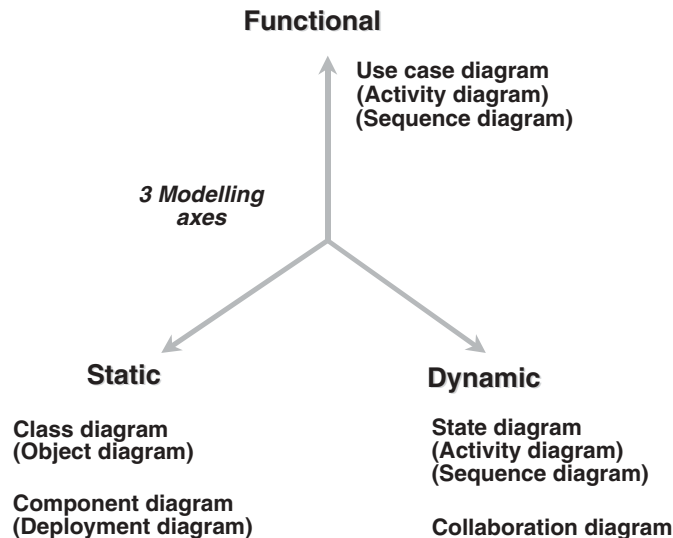 Functional
Use case diagram
(Activity diagram)
(Sequence diagram)
3 Modelling
axes
Static
Class diagram
(Object diagram)
Component diagram
(Deployment diagram)
Dynamic
State diagram
(Activity diagram)
(Sequence diagram)
Collaboration diagram